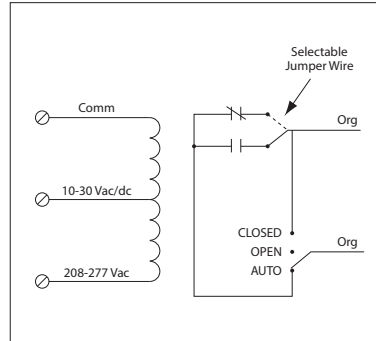 Selectable
Jumper Wire
Comm
Org
10-30 Vac/dc
CLOSED
OPEN
Org
AUTO
208-277 Vac